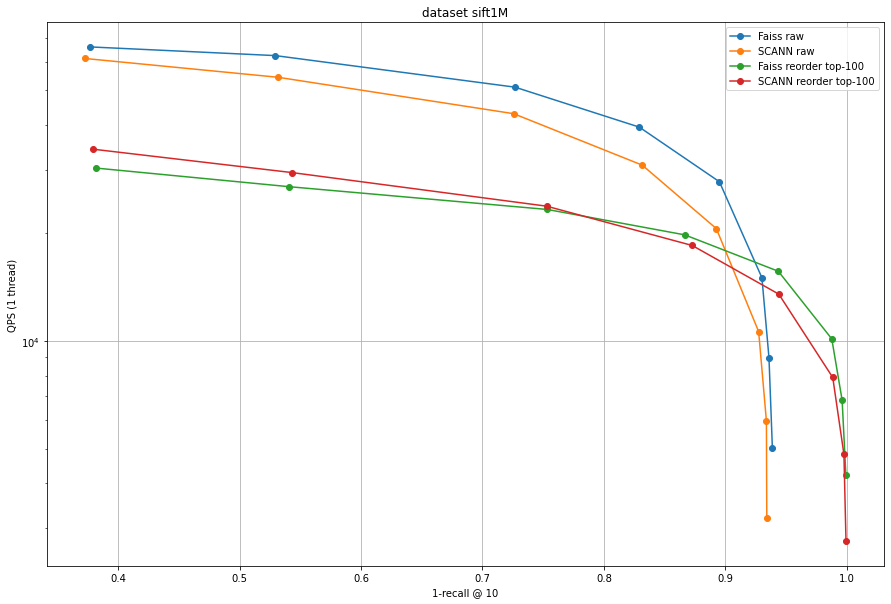 dataset sift1M
Faiss raw
SCANN raw
Faiss reorder top-100
SCANN reorder top-100
QPS (1 thread)
10⁴
0.4 0.5 0.6 0.7 0.8 0.9 1.0
1-recall @ 10